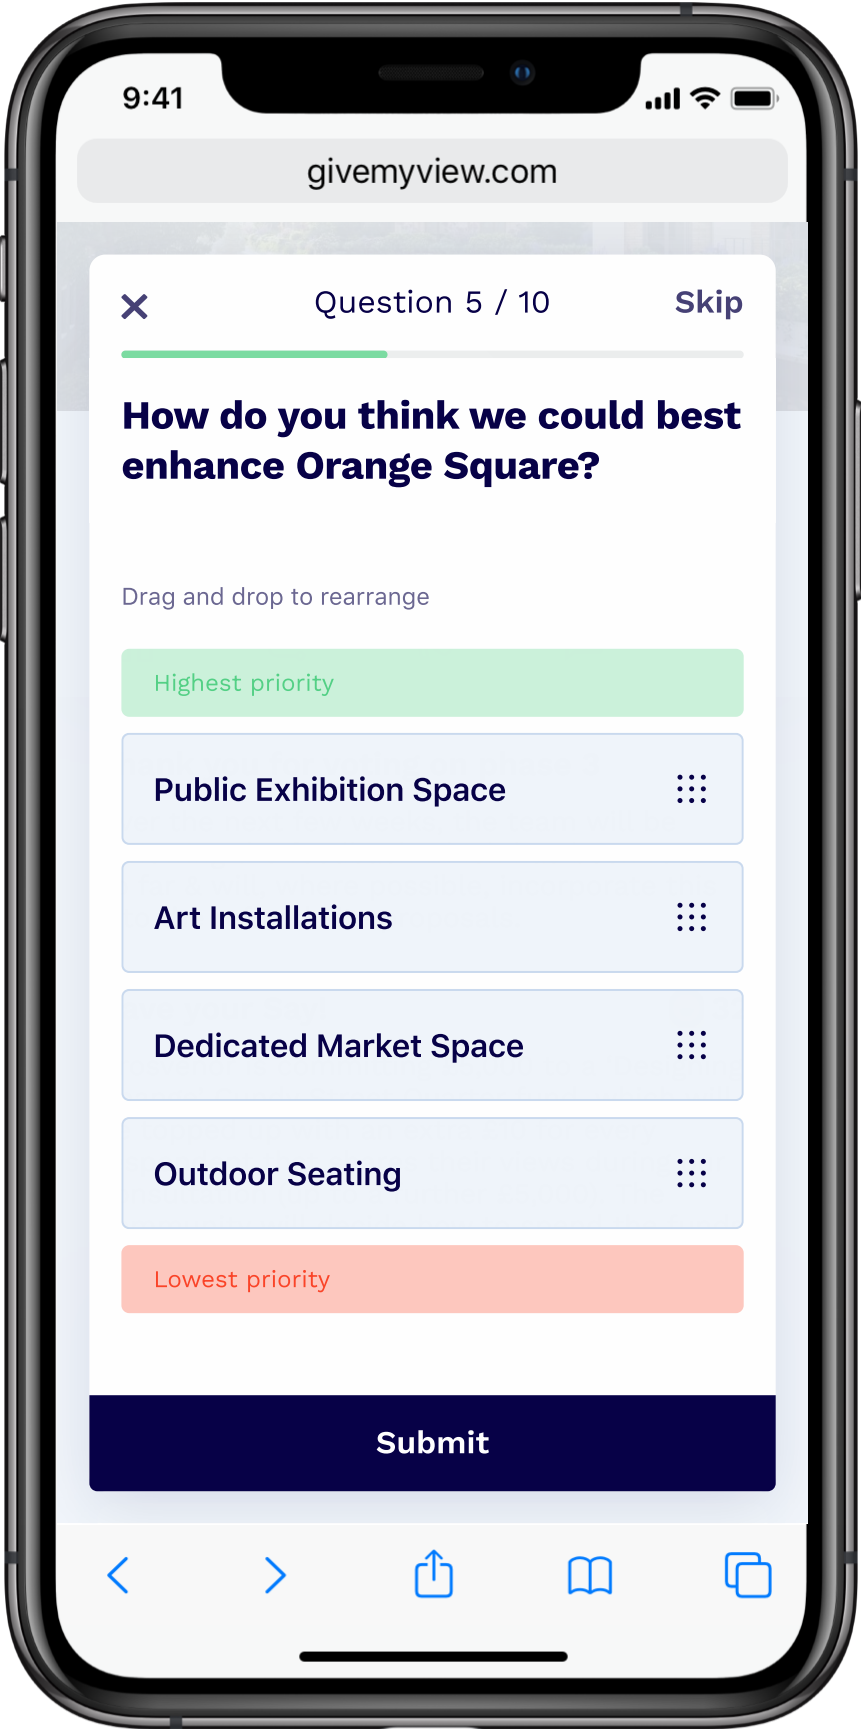 9:41
givemyview.com
Question 5 / 10
Skip
How do you think we could best
enhance Orange Square?
Drag and drop to rearrange
Highest priority
Public Exhibition Space
Art Installations
Dedicated Market Space
Outdoor Seating
Lowest priority
Submit